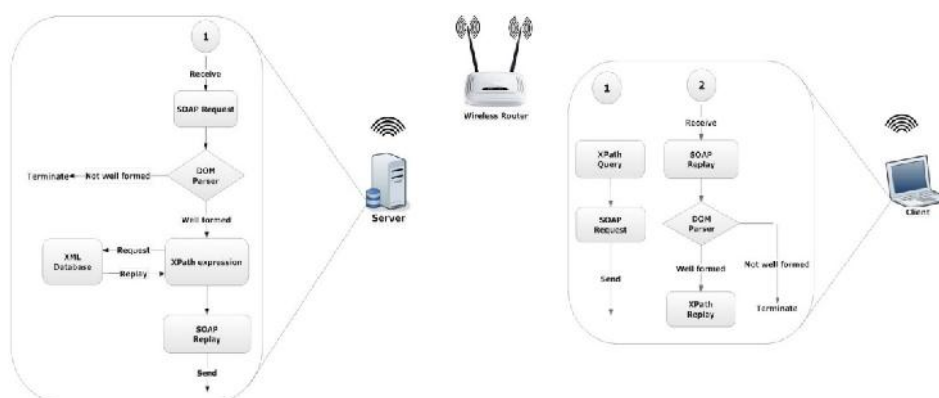 1
Receive
SOAP Request
DOM
Parser
Not well formed
Terminate
Well formed
XML
Database
Request
Replay
XPath expression
SOAP
Replay
Send
Server
Wireless Router
1
XPath
Query
SOAP
Request
Send
2
Receive
SOAP
Replay
DOM
Parser
Well formed
Not well formed
XPath
Replay
Terminate
Client